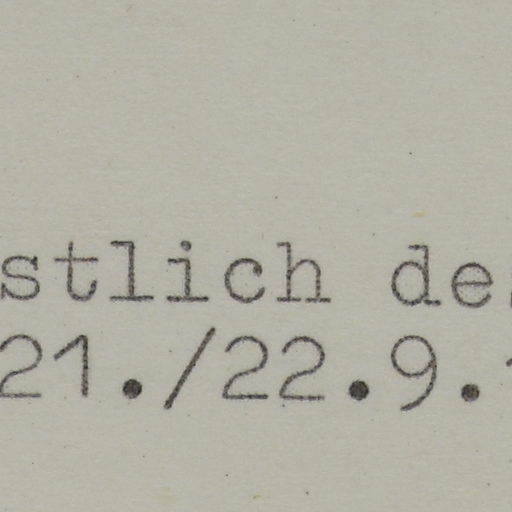 stlich de
21./22.9.